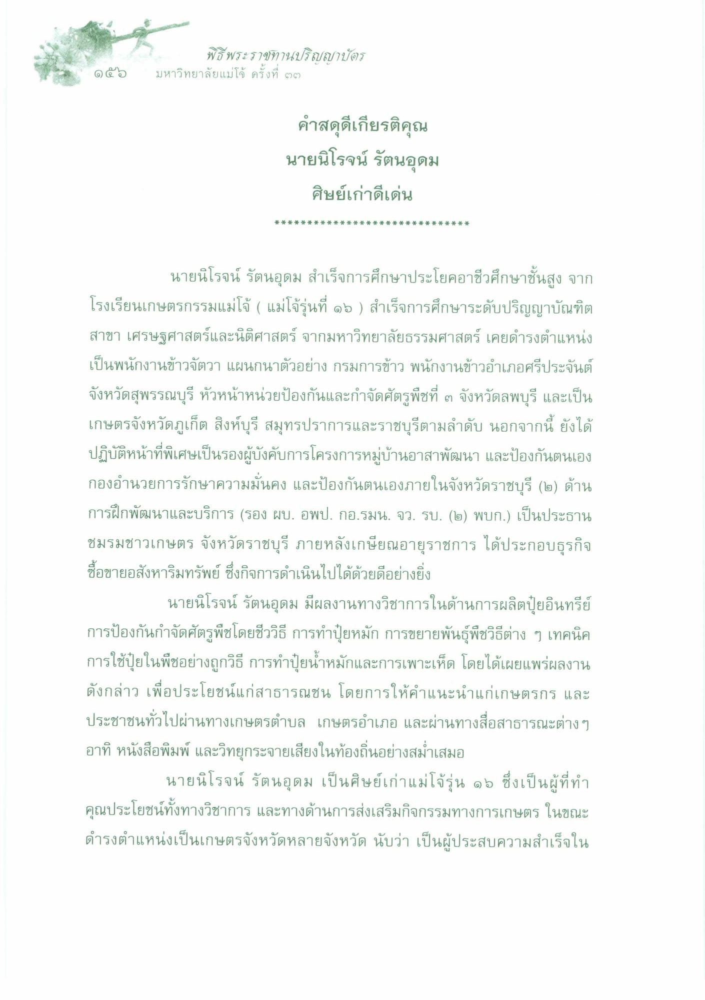 พิธีพระราชทานปริญญาบัตร
๑๕๖ มหาวิทยาลัยแม่โจ้ ครั้งที่ ๓๓
คำสดุดีเกียรติคุณ
นายนิโรจน์ รัตนอุดม
ศิษย์เก่าดีเด่น
******************************
นายนิโรจน์ รัตนอุดม สำเร็จการศึกษาประโยคอาชีวศึกษาชั้นสูง จาก
โรงเรียนเกษตรกรรมแม่โจ้ ( แม่โจ้รุ่นที่ ๑๖ ) สำเร็จการศึกษาระดับปริญญาบัณฑิต
สาขา เศรษฐศาสตร์และนิติศาสตร์ จากมหาวิทยาลัยธรรมศาสตร์ เคยดำรงตำแหน่ง
เป็นพนักงานข้าวจัตวา แผนกนาตัวอย่าง กรมการข้าว พนักงานข้าวอำเภอศรีประจันต์
จังหวัดสุพรรณบุรี หัวหน้าหน่วยป้องกันและกำจัดศัตรูพืชที่ ๓ จังหวัดลพบุรี และเป็น
เกษตรจังหวัดภูเก็ต สิงห์บุรี สมุทรปราการและราชบุรีตามลำดับ นอกจากนี้ ยังได้
ปฏิบัติหน้าที่พิเศษเป็นรองผู้บังคับการโครงการหมู่บ้านอาสาพัฒนา และป้องกันตนเอง
กองอำนวยการรักษาความมั่นคง และป้องกันตนเองภายในจังหวัดราชบุรี (๒) ด้าน
การฝึกพัฒนาและบริการ (รอง ผบ. อพป. กอ.รมน. จว. รบ. (๒) พบก.) เป็นประธาน
ชมรมชาวเกษตร จังหวัดราชบุรี ภายหลังเกษียณอายุราชการ ได้ประกอบธุรกิจ
ซื้อขายอสังหาริมทรัพย์ ซึ่งกิจการดำเนินไปได้ด้วยดีอย่างยิ่ง
นายนิโรจน์ รัตนอุดม มีผลงานทางวิชาการในด้านการผลิตปุ๋ยอินทรีย์
การป้องกันกำจัดศัตรูพืชโดยชีววิธี การทำปุ๋ยหมัก การขยายพันธุ์พืชวิธีต่าง ๆ เทคนิค
การใช้ปุ๋ยในพืชอย่างถูกวิธี การทำปุ๋ยน้ำหมักและการเพาะเห็ด โดยได้เผยแพร่ผลงาน
ดังกล่าว เพื่อประโยชน์แก่สาธารณชน โดยการให้คำแนะนำแก่เกษตรกร และ
ประชาชนทั่วไปผ่านทางเกษตรตำบล เกษตรอำเภอ และผ่านทางสื่อสาธารณะต่างๆ
อาทิ หนังสือพิมพ์ และวิทยุกระจายเสียงในท้องถิ่นอย่างสม่ำเสมอ
นายนิโรจน์ รัตนอุดม เป็นศิษย์เก่าแม่โจ้รุ่น ๑๖ ซึ่งเป็นผู้ที่ทำ
คุณประโยชน์ทั้งทางวิชาการ และทางด้านการส่งเสริมกิจกรรมทางการเกษตร ในขณะ
ดำรงตำแหน่งเป็นเกษตรจังหวัดหลายจังหวัด นับว่า เป็นผู้ประสบความสำเร็จใน